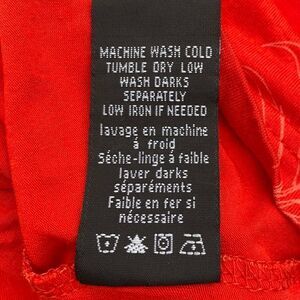 MACHINE WASH COLD
TUMBLE DRY LOW
WASH DARKS
SEPARATELY
LOW IRON IF NEEDED
lavage en machine
á froid
Séche-linge á faible
laver darks
séparéments
Faible en fer si
nécessaire